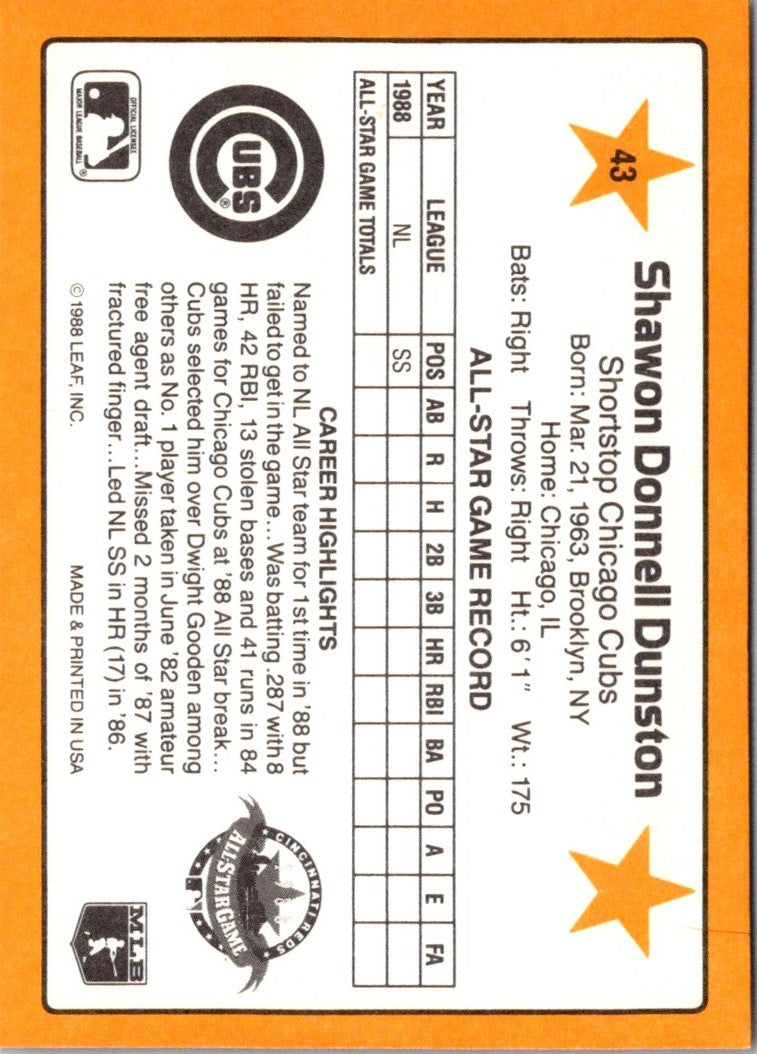 43
Shawon Donnell Dunston
Shortstop Chicago Cubs
Born: Mar. 21, 1963, Brooklyn, NY
Home: Chicago, IL
Bats: Right Throws: Right Ht.: 6'1" Wt.: 175
ALL-STAR GAME RECORD
YEAR LEAGUE POS AB R H 2B 3B HR RBI BA PO A E FA
1988 NL SS
ALL-STAR GAME TOTALS
CUBS®
CAREER HIGHLIGHTS
Named to NL All Star team for 1st time in '88 but
failed to get in the game...Was batting .287 with 8
HR, 42 RBI, 13 stolen bases and 41 runs in 84
games for Chicago Cubs at '88 All Star break...
Cubs selected him over Dwight Gooden among
others as No. 1 player taken in June '82 amateur
free agent draft...Missed 2 months of '87 with
fractured finger...Led NL SS in HR (17) in '86.
CINCINNATI REDS
ALL-STAR GAME
OFFICIAL LICENSEE
MAJOR LEAGUE BASEBALL ®
© 1988 LEAF, INC.
MADE & PRINTED IN USA
MLB